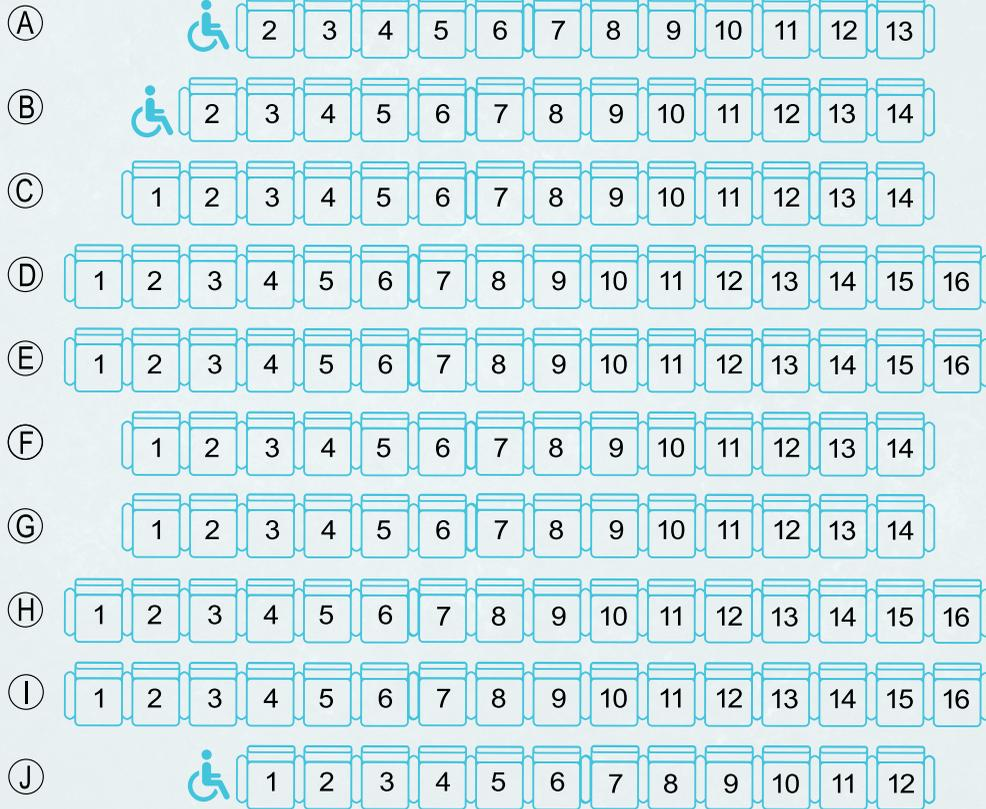 A 2 3 4 5 6 7 8 9 10 11 12 13
B 2 3 4 5 6 7 8 9 10 11 12 13 14
C 1 2 3 4 5 6 7 8 9 10 11 12 13 14
D 1 2 3 4 5 6 7 8 9 10 11 12 13 14 15 16
E 1 2 3 4 5 6 7 8 9 10 11 12 13 14 15 16
F 1 2 3 4 5 6 7 8 9 10 11 12 13 14
G 1 2 3 4 5 6 7 8 9 10 11 12 13 14
H 1 2 3 4 5 6 7 8 9 10 11 12 13 14 15 16
I 1 2 3 4 5 6 7 8 9 10 11 12 13 14 15 16
J 1 2 3 4 5 6 7 8 9 10 11 12